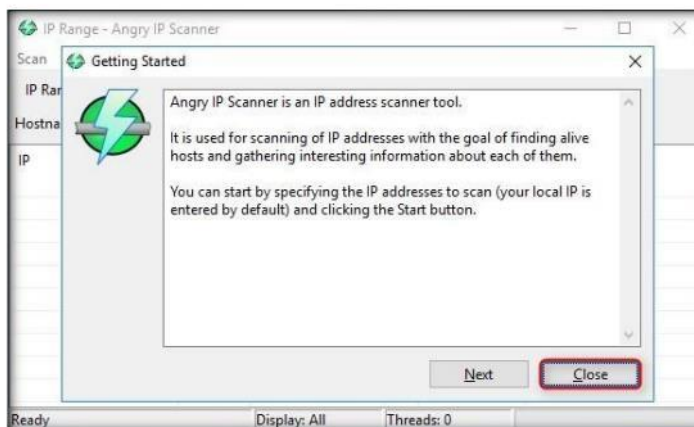 IP Range - Angry IP Scanner
Scan
Getting Started
IP Ran
Hostna
IP
Angry IP Scanner is an IP address scanner tool.
It is used for scanning of IP addresses with the goal of finding alive
hosts and gathering interesting information about each of them.
You can start by specifying the IP addresses to scan (your local IP is
entered by default) and clicking the Start button.
Next
Close
Ready
Display: All
Threads: 0